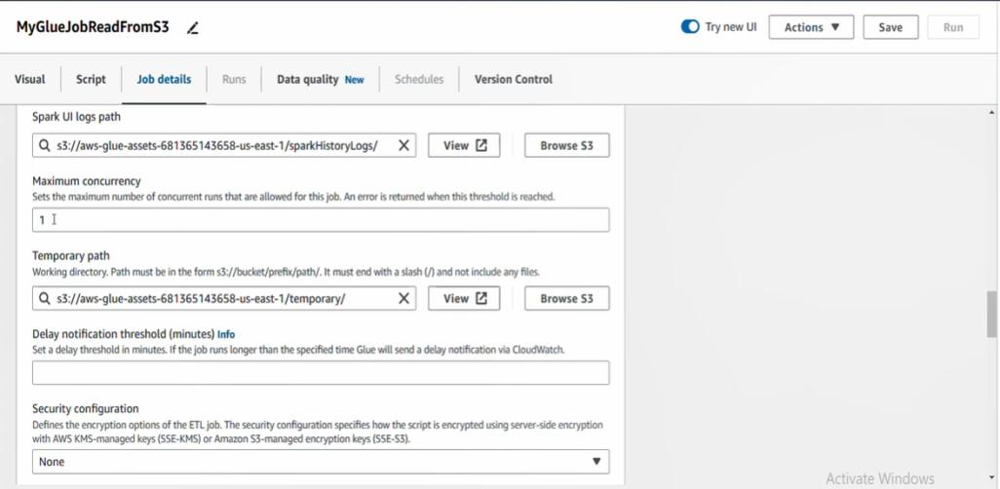 MyGlueJobReadFromS3
Try new UI
Actions
Save
Run
Visual
Script
Job details
Runs
Data quality New
Schedules
Version Control
Spark UI logs path
s3://aws-glue-assets-681365143658-us-east-1/sparkHistoryLogs/
View
Browse S3
Maximum concurrency
Sets the maximum number of concurrent runs that are allowed for this job. An error is returned when this threshold is reached.
1
Temporary path
Working directory. Path must be in the form s3://bucket/prefix/path/. It must end with a slash (/) and not include any files.
s3://aws-glue-assets-681365143658-us-east-1/temporary/
View
Browse S3
Delay notification threshold (minutes) Info
Set a delay threshold in minutes. If the job runs longer than the specified time Glue will send a delay notification via CloudWatch.
Security configuration
Defines the encryption options of the ETL job. The security configuration specifies how the script is encrypted using server-side encryption
with AWS KMS-managed keys (SSE-KMS) or Amazon S3-managed encryption keys (SSE-S3).
None
Activate Windows